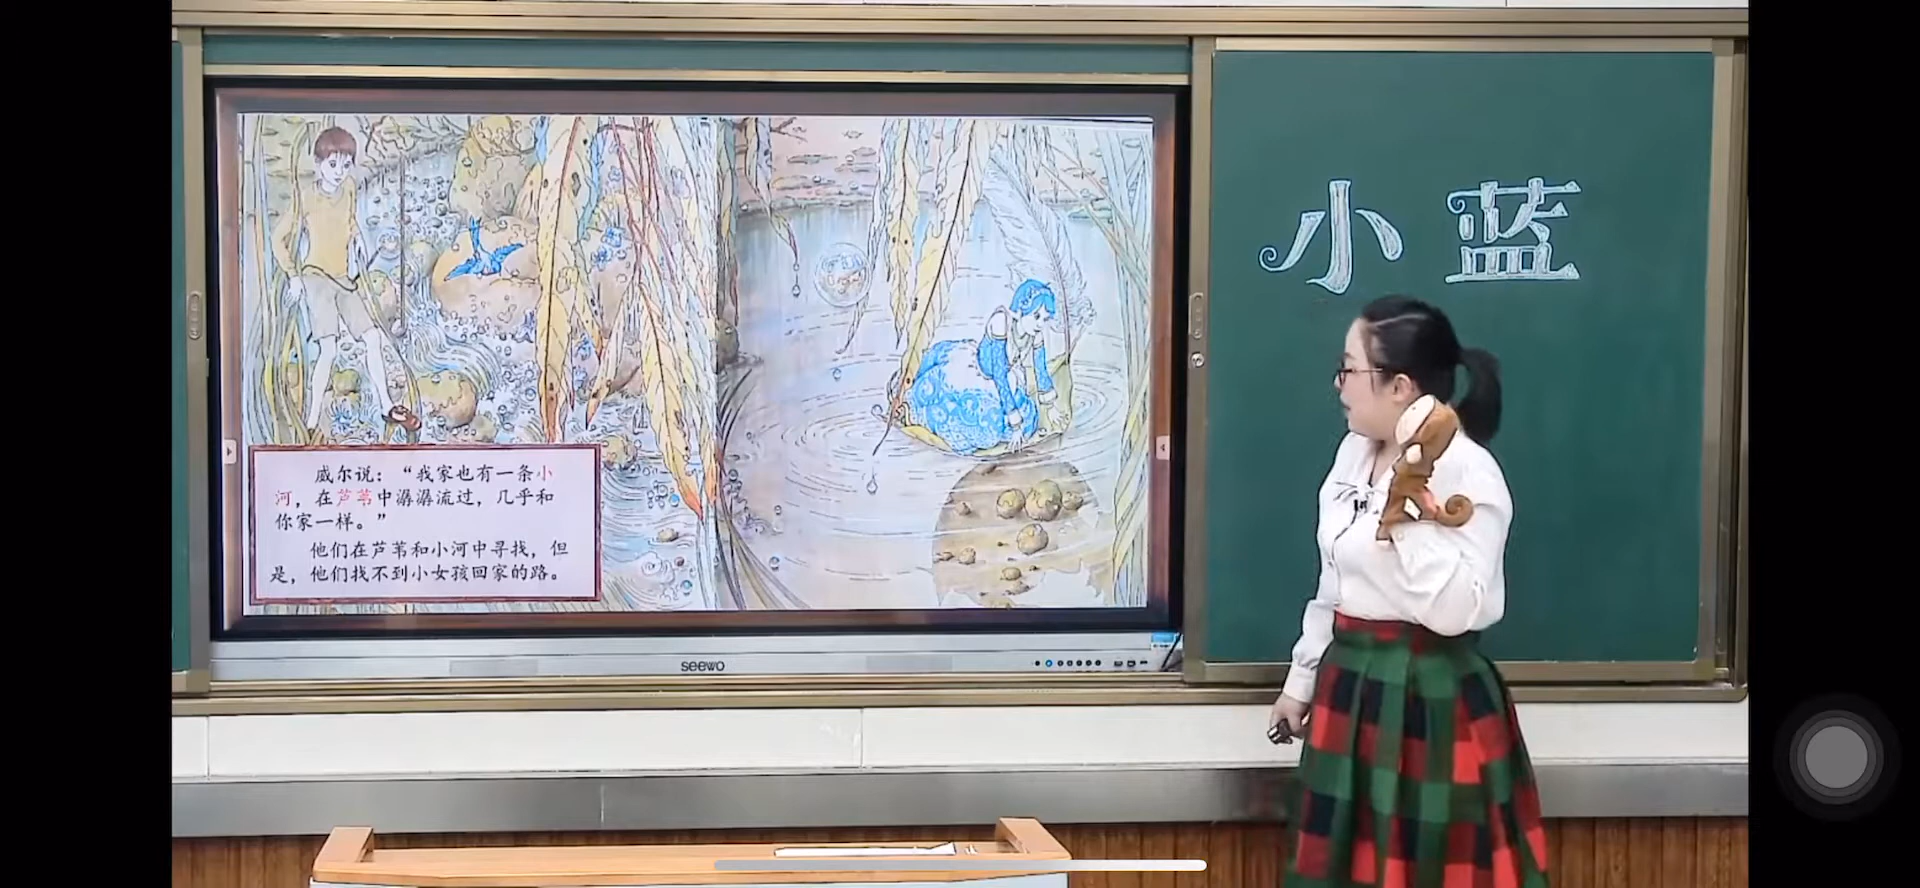 小蓝
威尔说：“我家也有一条小
河，在芦苇中潺潺流过，几乎和
你家一样。”
他们在芦苇和小河中寻找，但
是，他们找不到小女孩回家的路。
seewo